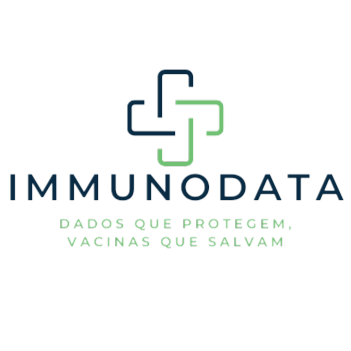 IMMUNODATA
DADOS QUE PROTEGEM,
VACINAS QUE SALVAM